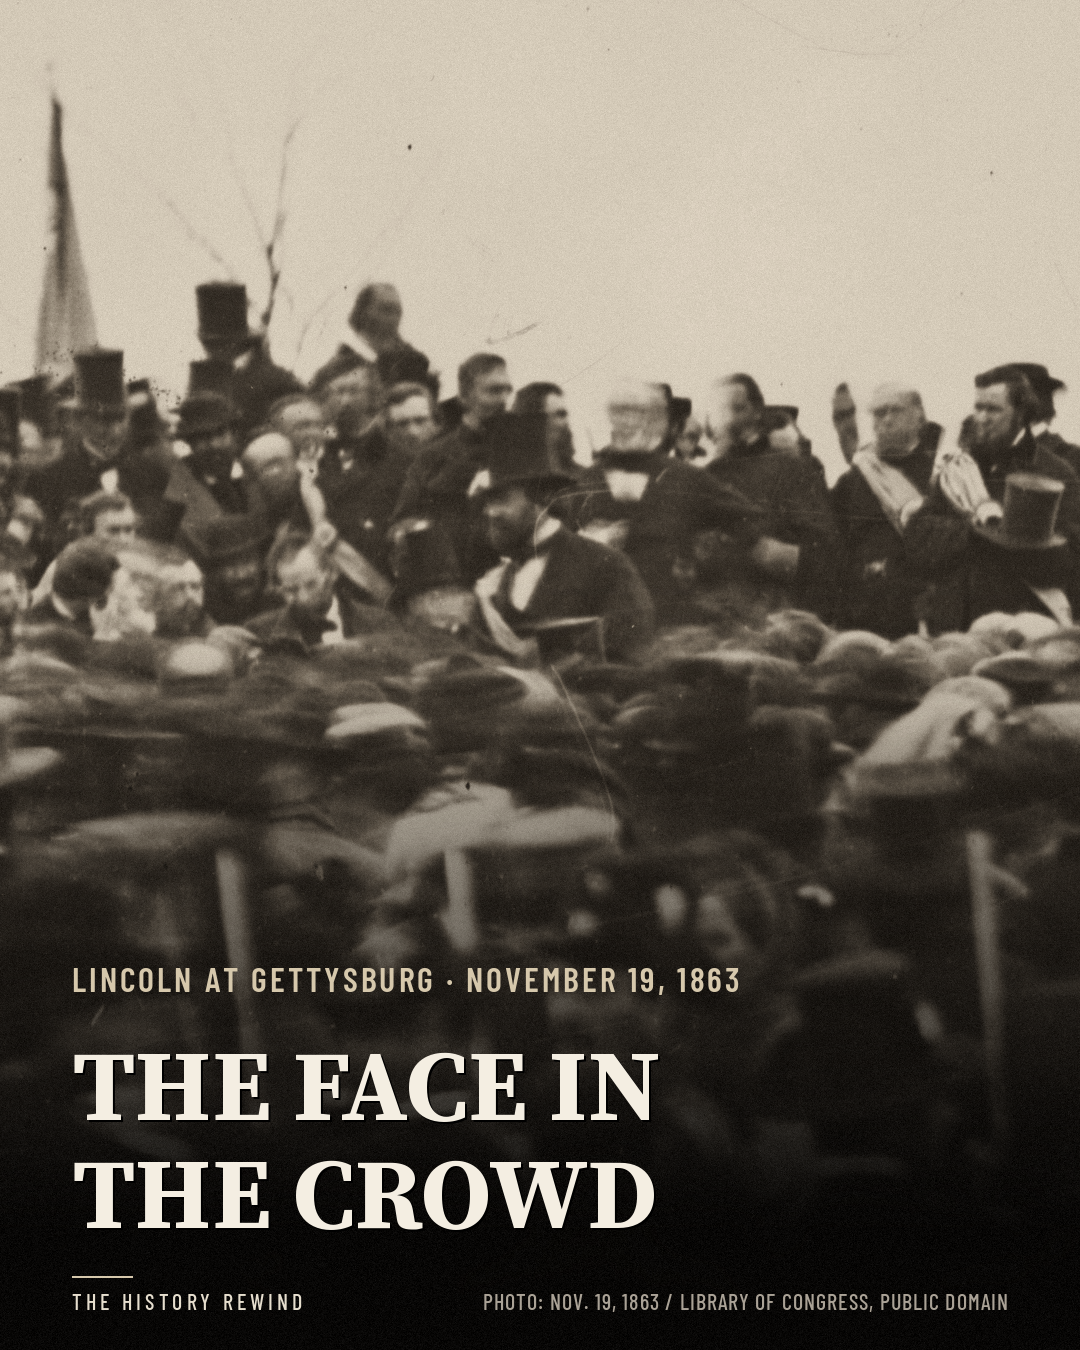 LINCOLN AT GETTYSBURG · NOVEMBER 19, 1863
THE FACE IN
THE CROWD
THE HISTORY REWIND
PHOTO: NOV. 19, 1863 / LIBRARY OF CONGRESS, PUBLIC DOMAIN